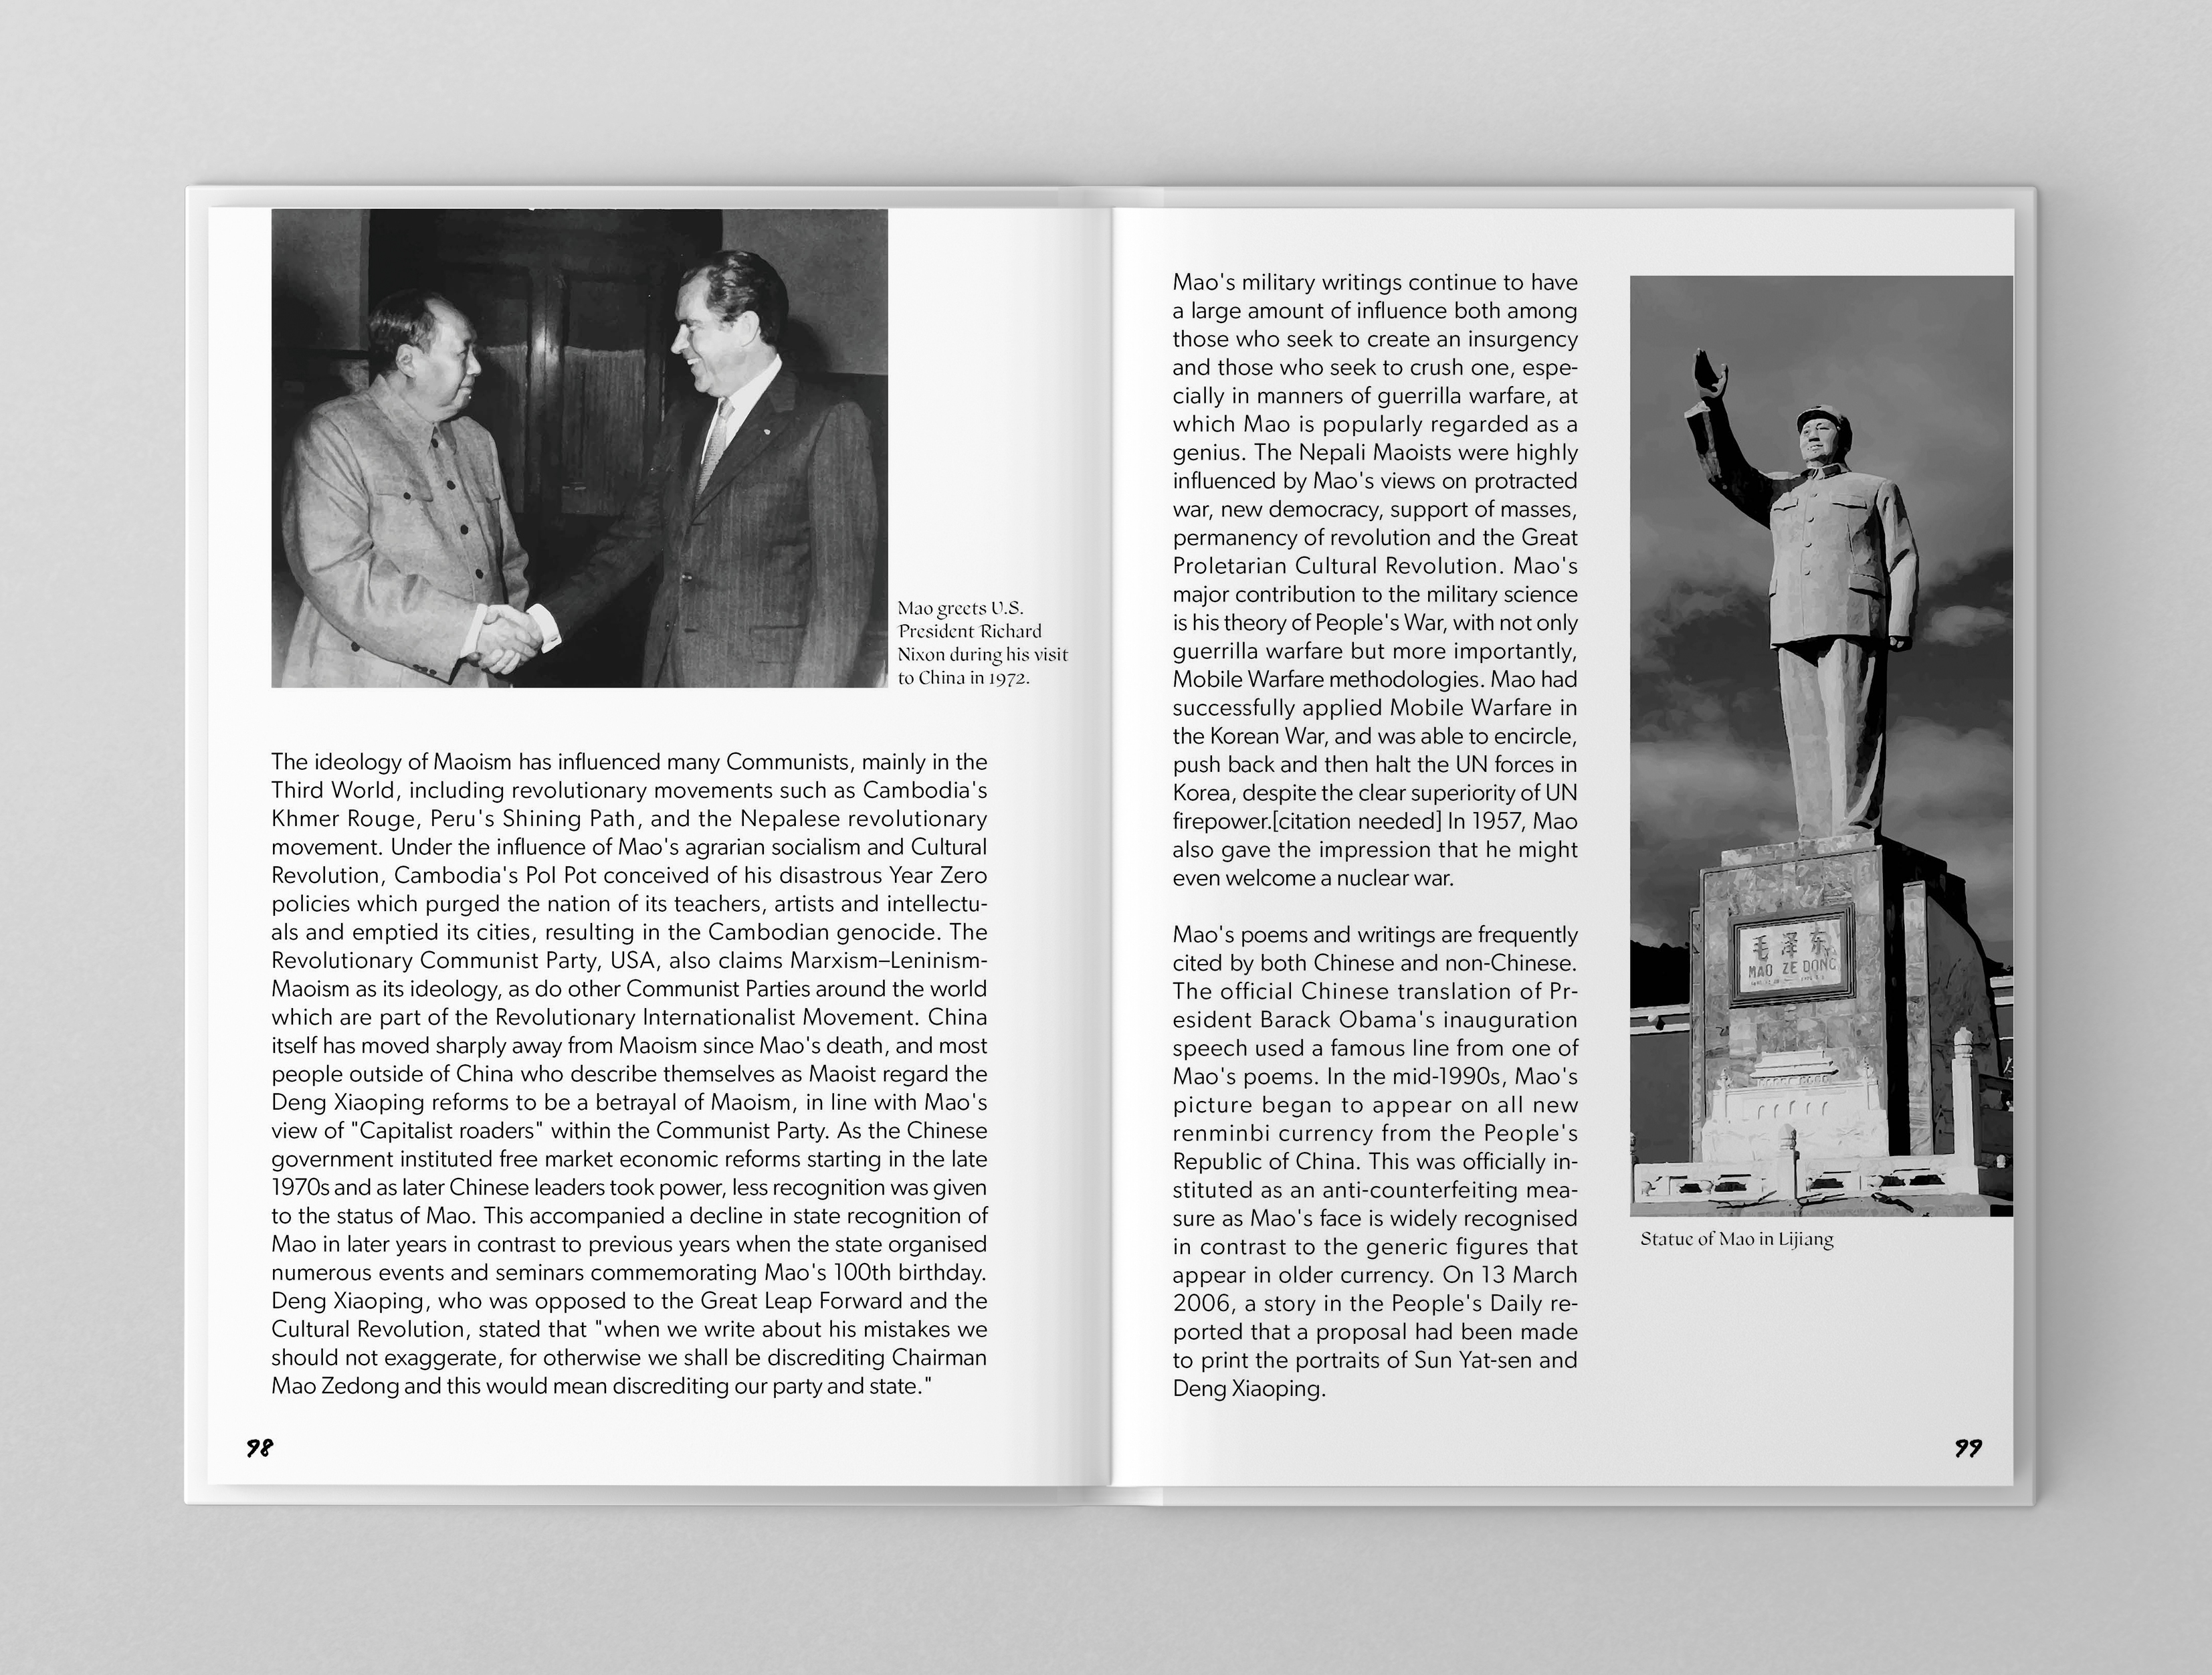 Mao greets U.S.
President Richard
Nixon during his visit
to China in 1972.
The ideology of Maoism has influenced many Communists, mainly in the
Third World, including revolutionary movements such as Cambodia's
Khmer Rouge, Peru's Shining Path, and the Nepalese revolutionary
movement. Under the influence of Mao's agrarian socialism and Cultural
Revolution, Cambodia's Pol Pot conceived of his disastrous Year Zero
policies which purged the nation of its teachers, artists and intellectu-
als and emptied its cities, resulting in the Cambodian genocide. The
Revolutionary Communist Party, USA, also claims Marxism–Leninism-
Maoism as its ideology, as do other Communist Parties around the world
which are part of the Revolutionary Internationalist Movement. China
itself has moved sharply away from Maoism since Mao's death, and most
people outside of China who describe themselves as Maoist regard the
Deng Xiaoping reforms to be a betrayal of Maoism, in line with Mao's
view of "Capitalist roaders" within the Communist Party. As the Chinese
government instituted free market economic reforms starting in the late
1970s and as later Chinese leaders took power, less recognition was given
to the status of Mao. This accompanied a decline in state recognition of
Mao in later years in contrast to previous years when the state organised
numerous events and seminars commemorating Mao's 100th birthday.
Deng Xiaoping, who was opposed to the Great Leap Forward and the
Cultural Revolution, stated that "when we write about his mistakes we
should not exaggerate, for otherwise we shall be discrediting Chairman
Mao Zedong and this would mean discrediting our party and state."
98
Mao's military writings continue to have
a large amount of influence both among
those who seek to create an insurgency
and those who seek to crush one, espe-
cially in manners of guerrilla warfare, at
which Mao is popularly regarded as a
genius. The Nepali Maoists were highly
influenced by Mao's views on protracted
war, new democracy, support of masses,
permanency of revolution and the Great
Proletarian Cultural Revolution. Mao's
major contribution to the military science
is his theory of People's War, with not only
guerrilla warfare but more importantly,
Mobile Warfare methodologies. Mao had
successfully applied Mobile Warfare in
the Korean War, and was able to encircle,
push back and then halt the UN forces in
Korea, despite the clear superiority of UN
firepower.[citation needed] In 1957, Mao
also gave the impression that he might
even welcome a nuclear war.
Mao's poems and writings are frequently
cited by both Chinese and non-Chinese.
The official Chinese translation of Pr-
esident Barack Obama's inauguration
speech used a famous line from one of
Mao's poems. In the mid-1990s, Mao's
picture began to appear on all new
renminbi currency from the People's
Republic of China. This was officially in-
stituted as an anti-counterfeiting mea-
sure as Mao's face is widely recognised
in contrast to the generic figures that
appear in older currency. On 13 March
2006, a story in the People's Daily re-
ported that a proposal had been made
to print the portraits of Sun Yat-sen and
Deng Xiaoping.
毛泽东
MAO ZE DONG
Statue of Mao in Lijiang
99